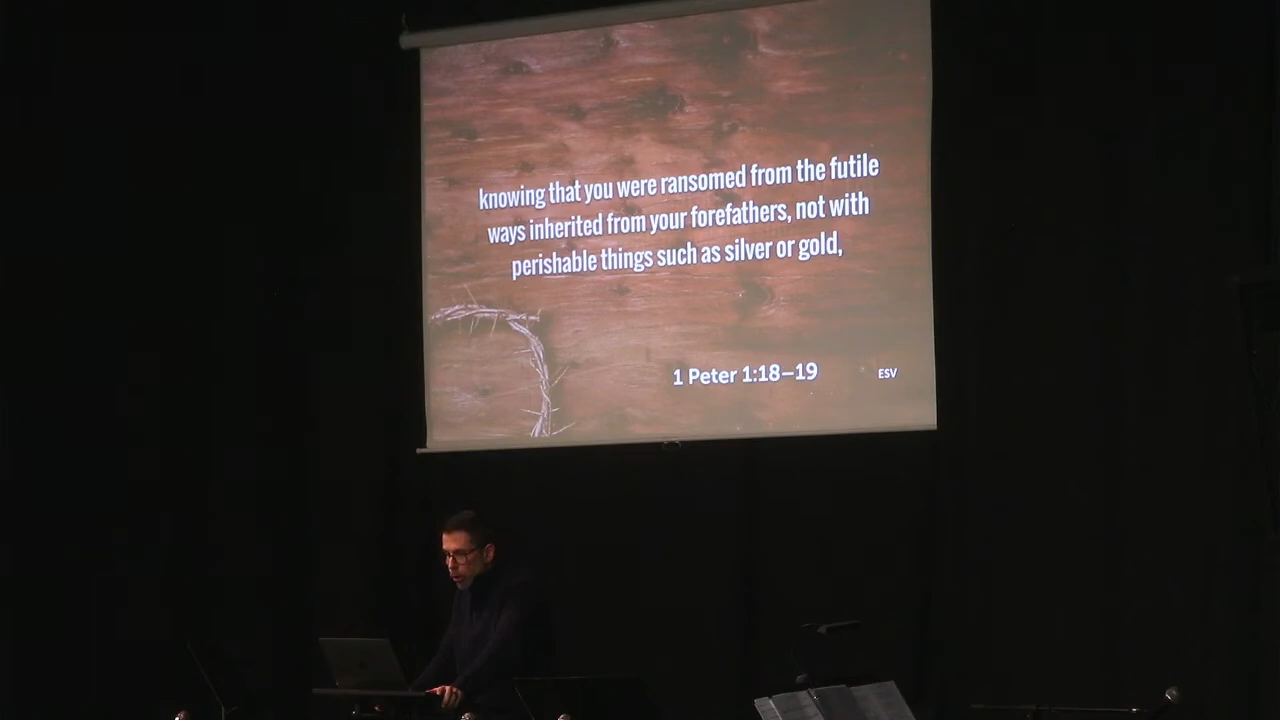 knowing that you were ransomed from the futile
ways inherited from your forefathers, not with
perishable things such as silver or gold,
1 Peter 1:18–19
ESV